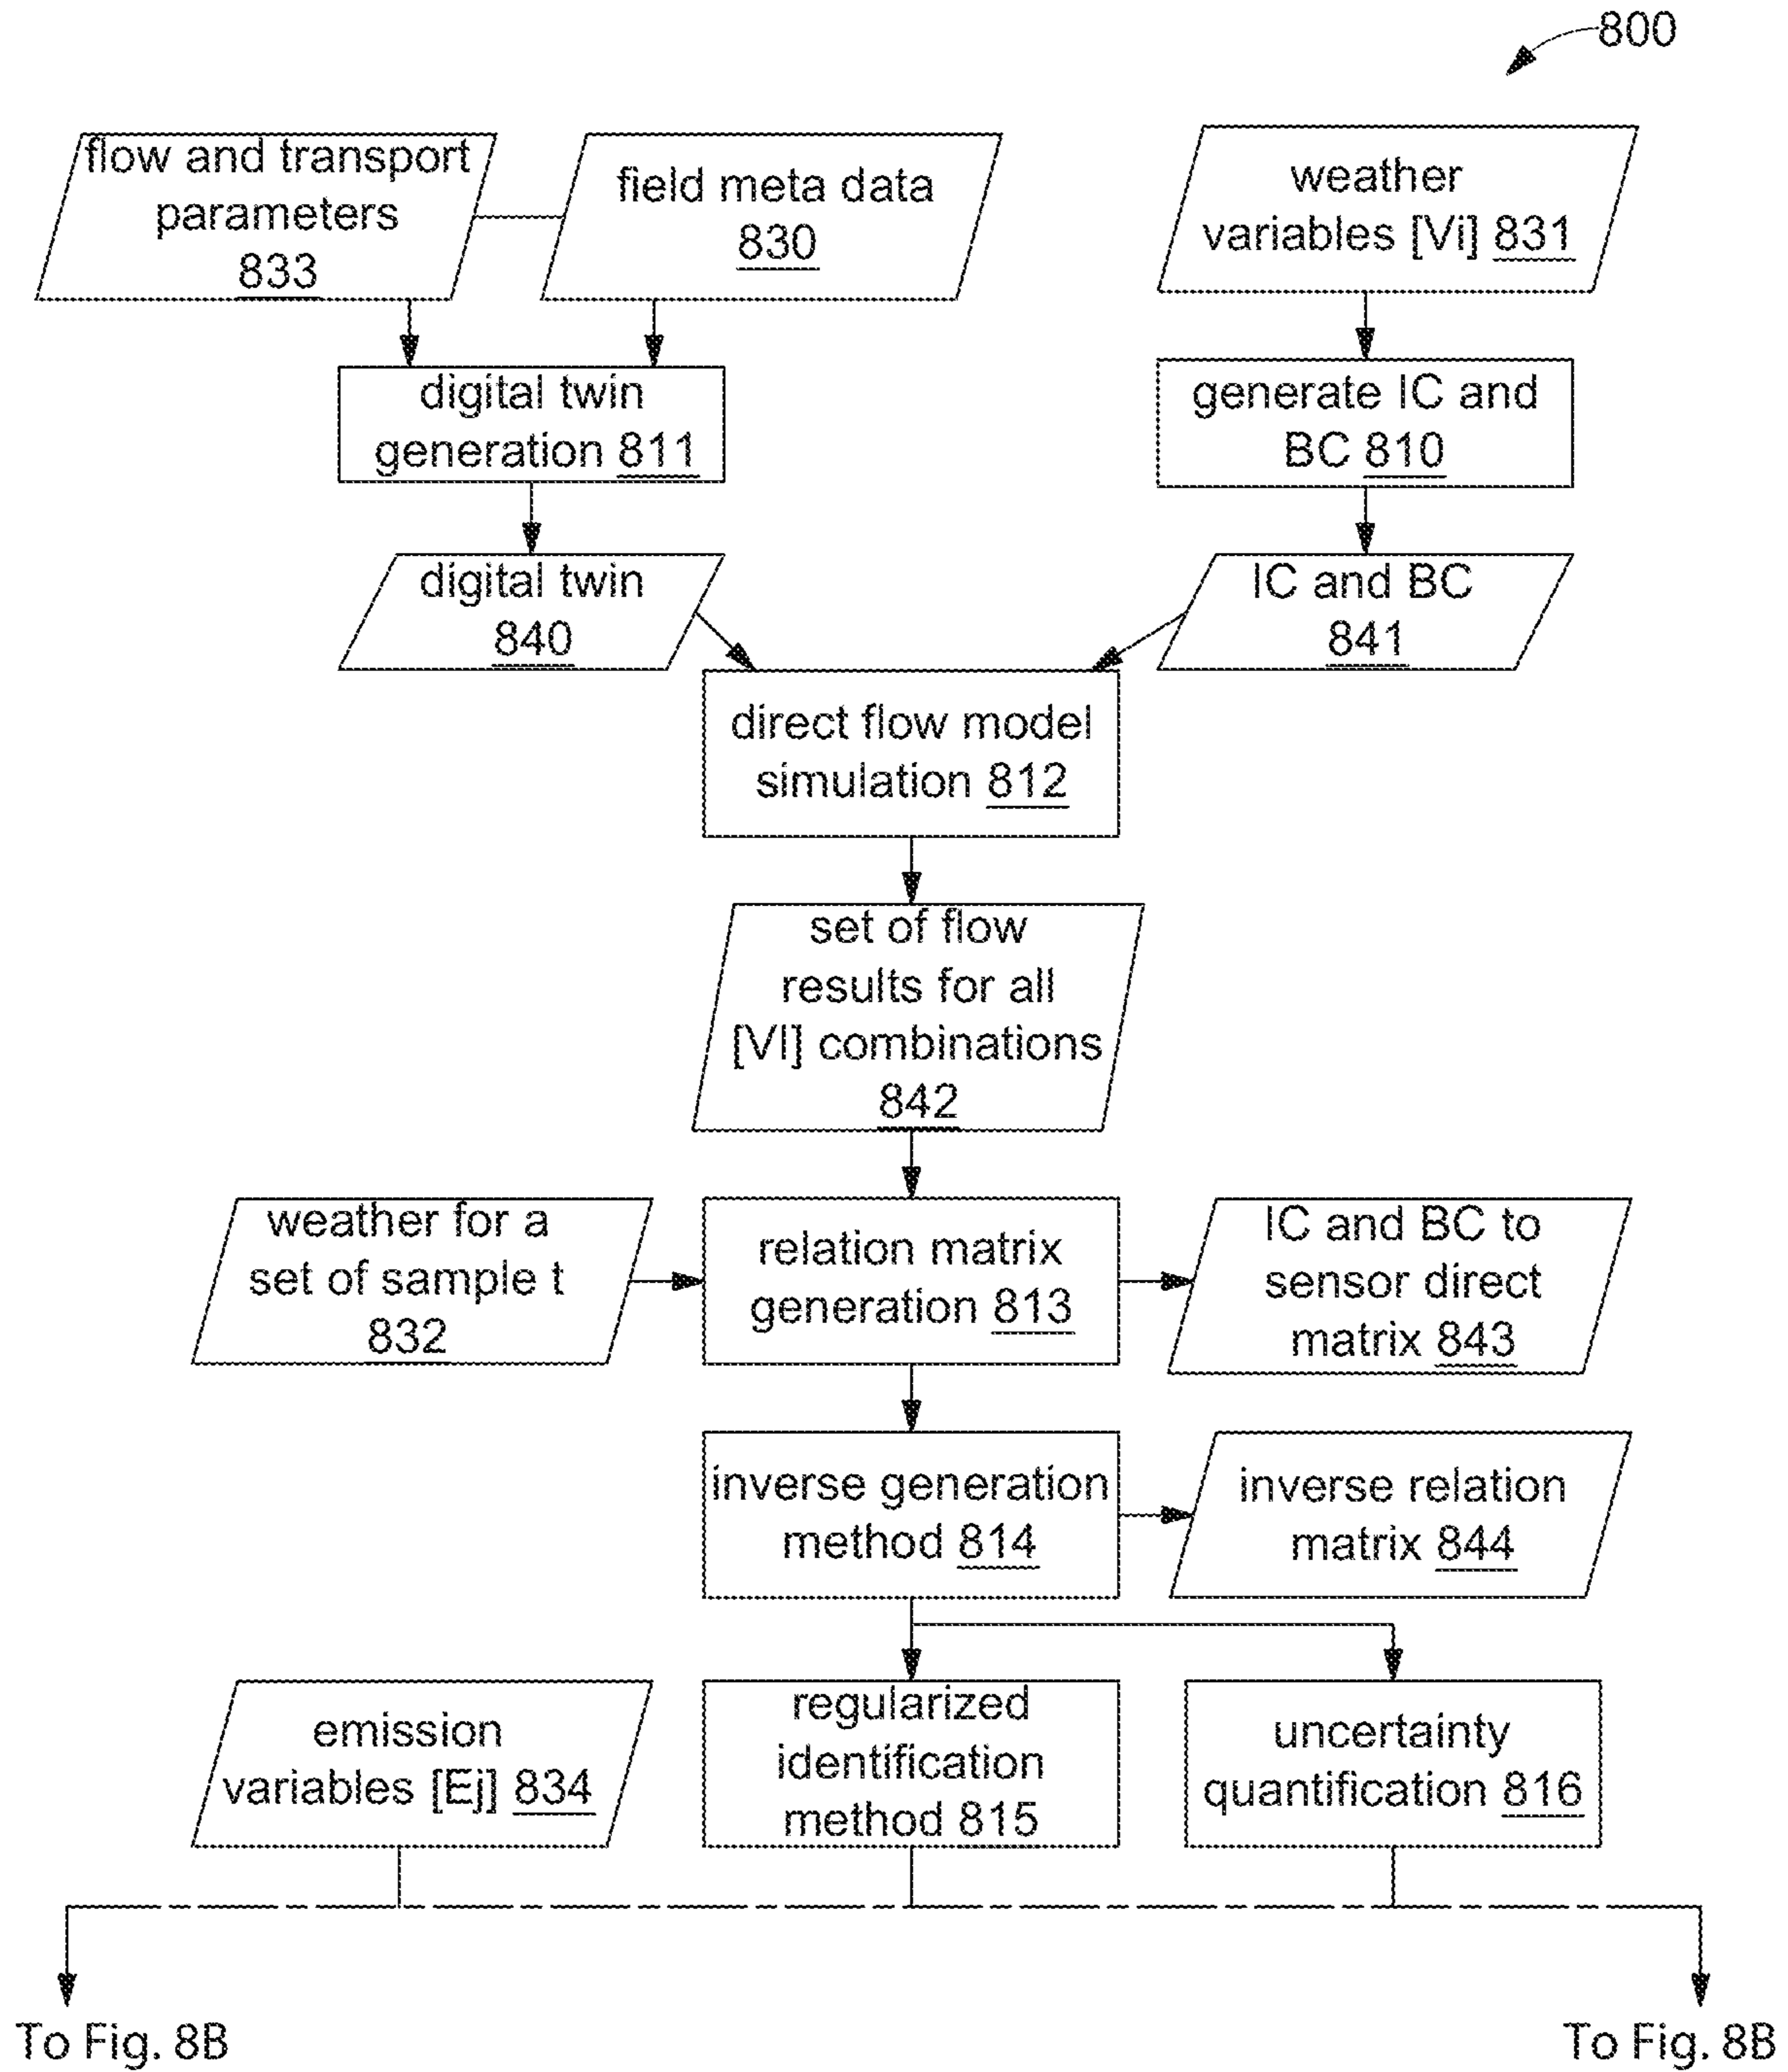 800
flow and transport
parameters
833
field meta data
830
weather
variables [Vi] 831
digital twin
generation 811
generate IC and
BC 810
digital twin
840
IC and BC
841
direct flow model
simulation 812
set of flow
results for all
[VI] combinations
842
weather for a
set of sample t
832
relation matrix
generation 813
IC and BC to
sensor direct
matrix 843
inverse generation
method 814
inverse relation
matrix 844
emission
variables [Ej] 834
regularized
identification
method 815
uncertainty
quantification 816
To Fig. 8B
To Fig. 8B